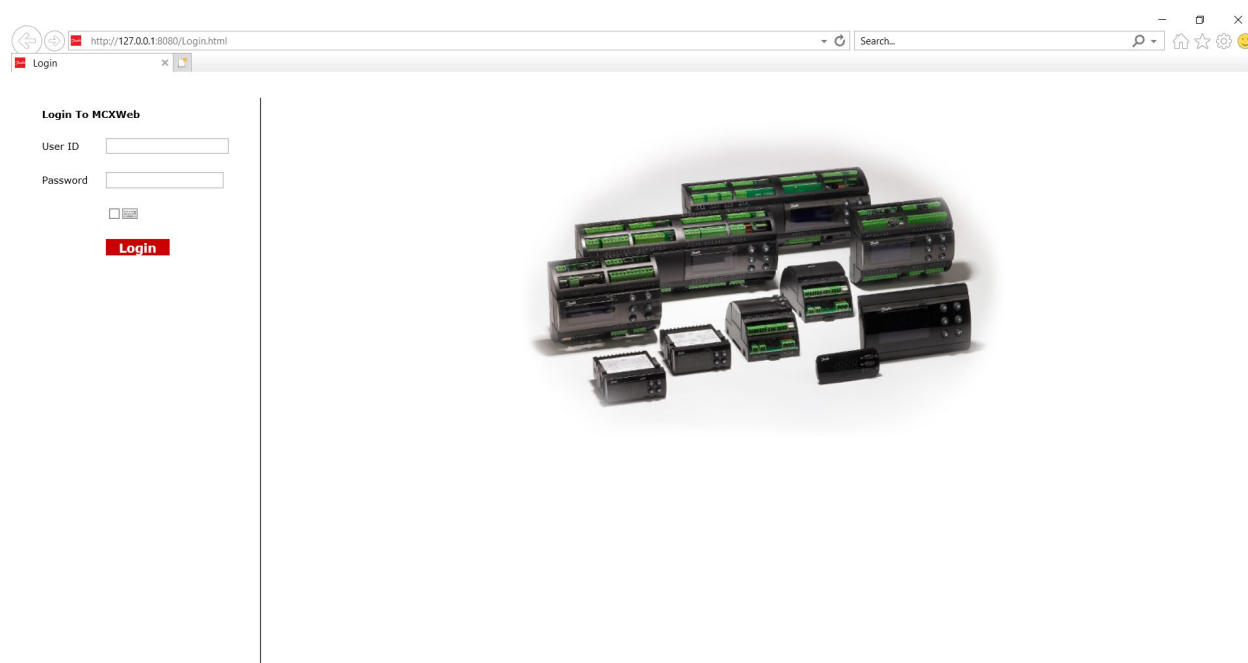 http://127.0.0.1:8080/Login.html
Search...
Login
Login To MCXWeb
User ID
Password
Login